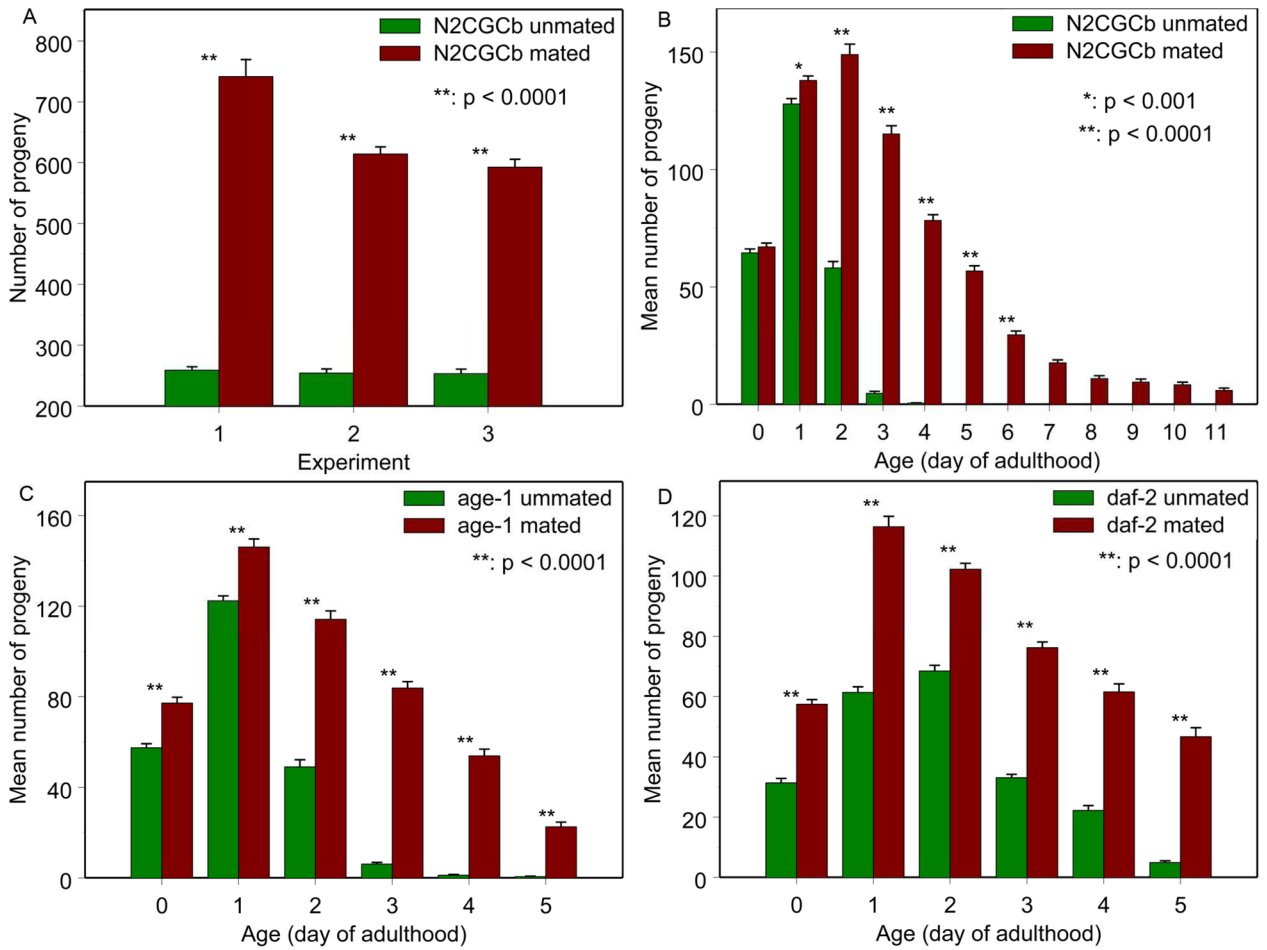 A
N2CGCb unmated
N2CGCb mated
**: p < 0.0001
800
700
600
500
400
300
200
Number of progeny
**
**
**
1 2 3
Experiment
B
N2CGCb unmated
N2CGCb mated
*: p < 0.001
**: p < 0.0001
150
100
50
0
Mean number of progeny
*
**
**
**
**
**
0 1 2 3 4 5 6 7 8 9 10 11
Age (day of adulthood)
C
age-1 ummated
age-1 mated
**: p < 0.0001
160
120
80
40
0
Mean number of progeny
**
**
**
**
**
**
0 1 2 3 4 5
Age (day of adulthood)
D
daf-2 unmated
daf-2 mated
**: p < 0.0001
120
100
80
60
40
20
0
Mean number of progeny
**
**
**
**
**
**
0 1 2 3 4 5
Age (day of adulthood)